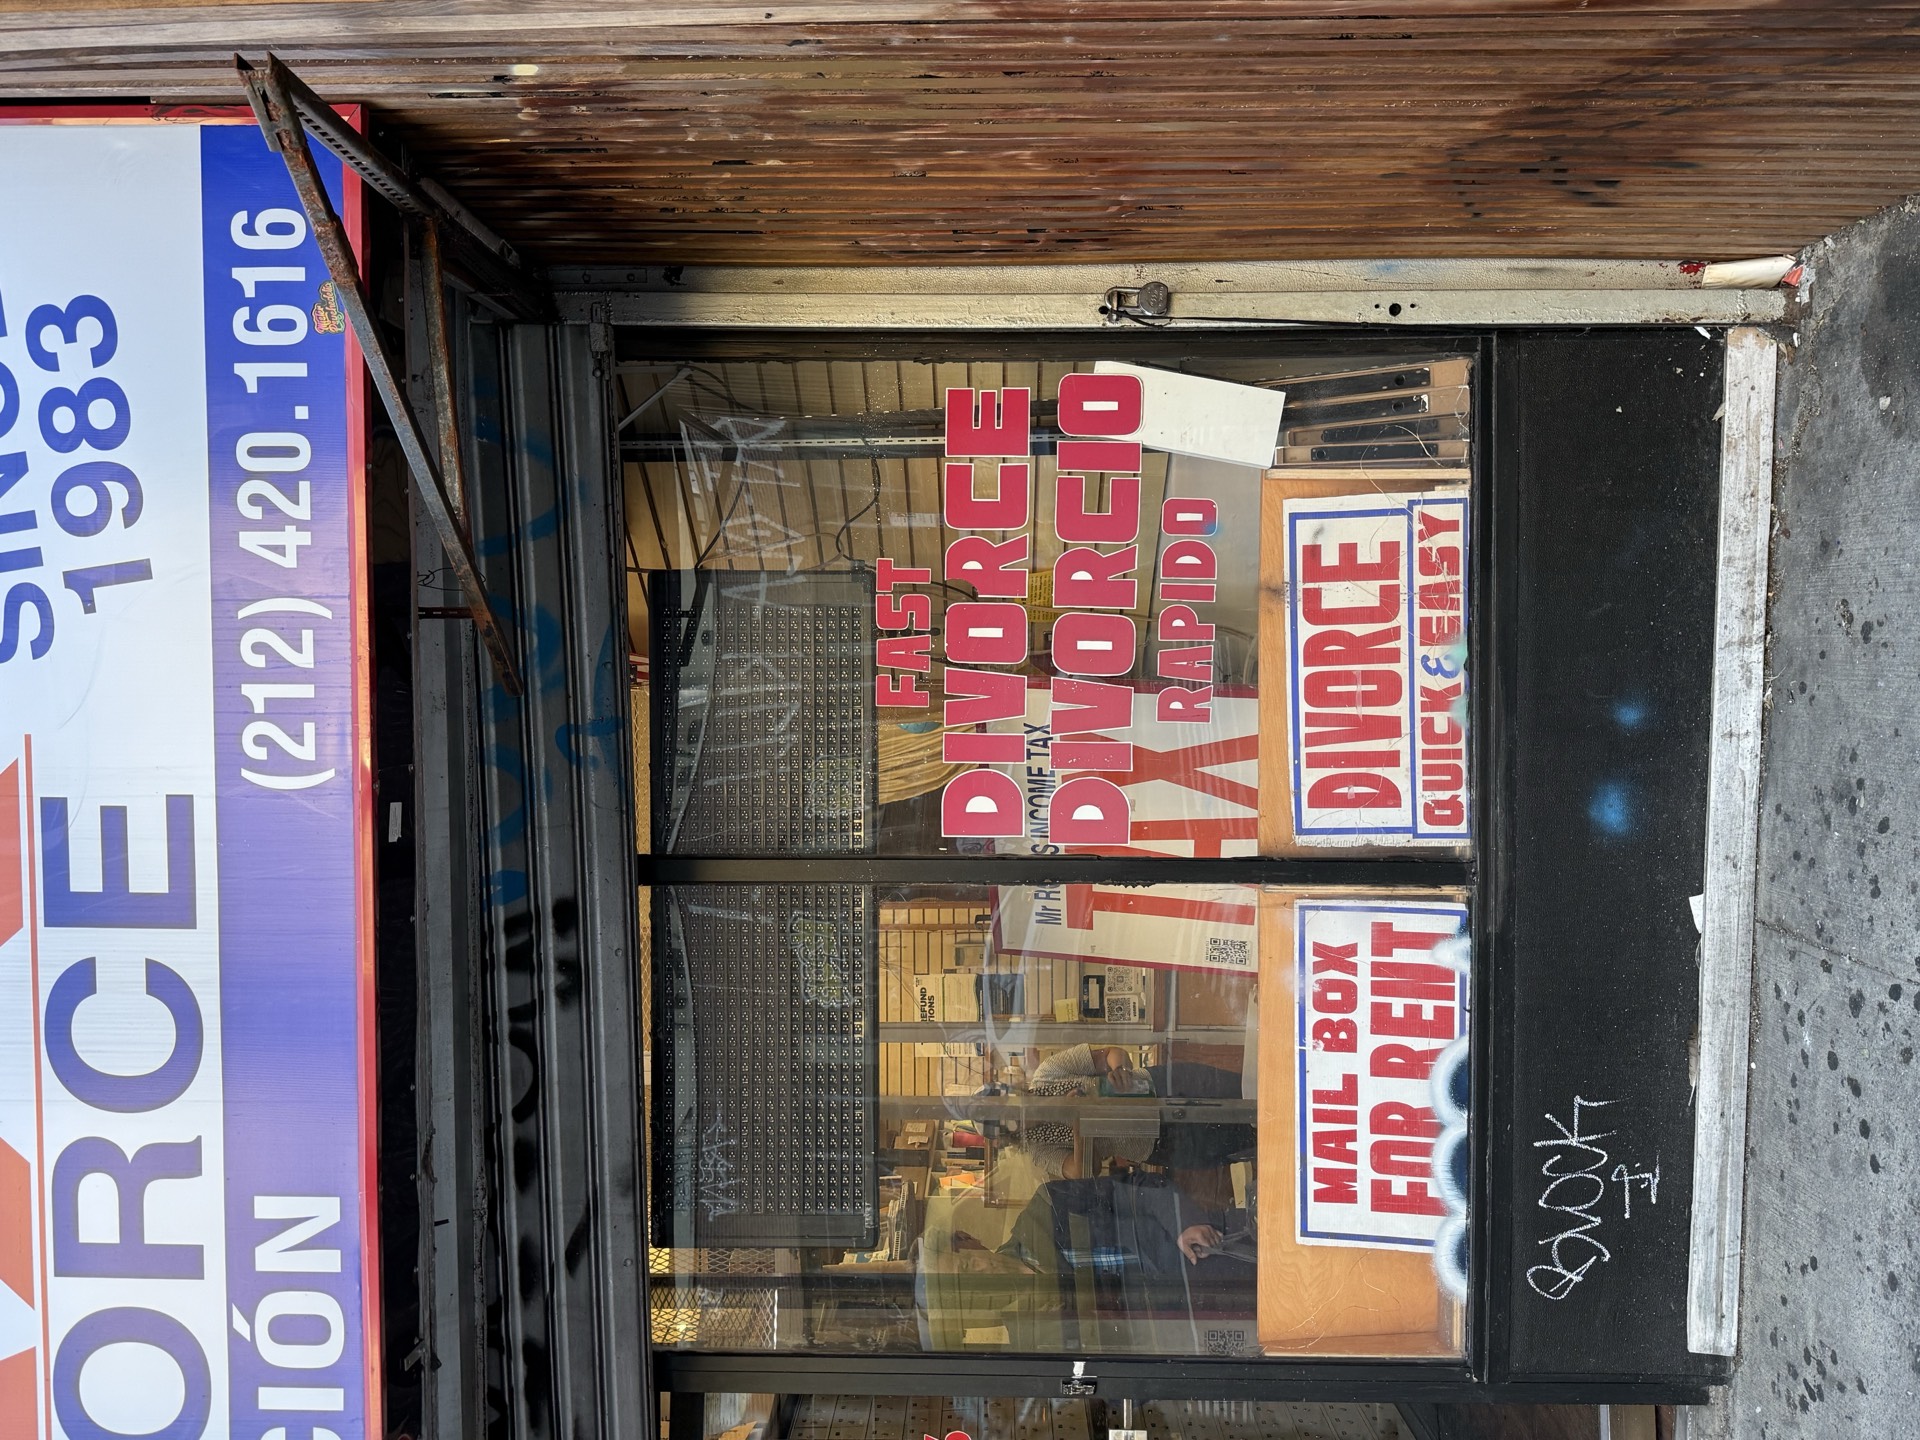 SINCE
1983
ORCE
CIÓN
(212) 420.1616
FAST
DIVORCE
DIVORCIO
RAPIDO
INCOME TAX
TAX
REFUND
MAIL BOX
FOR RENT
DIVORCE
QUICK & EASY